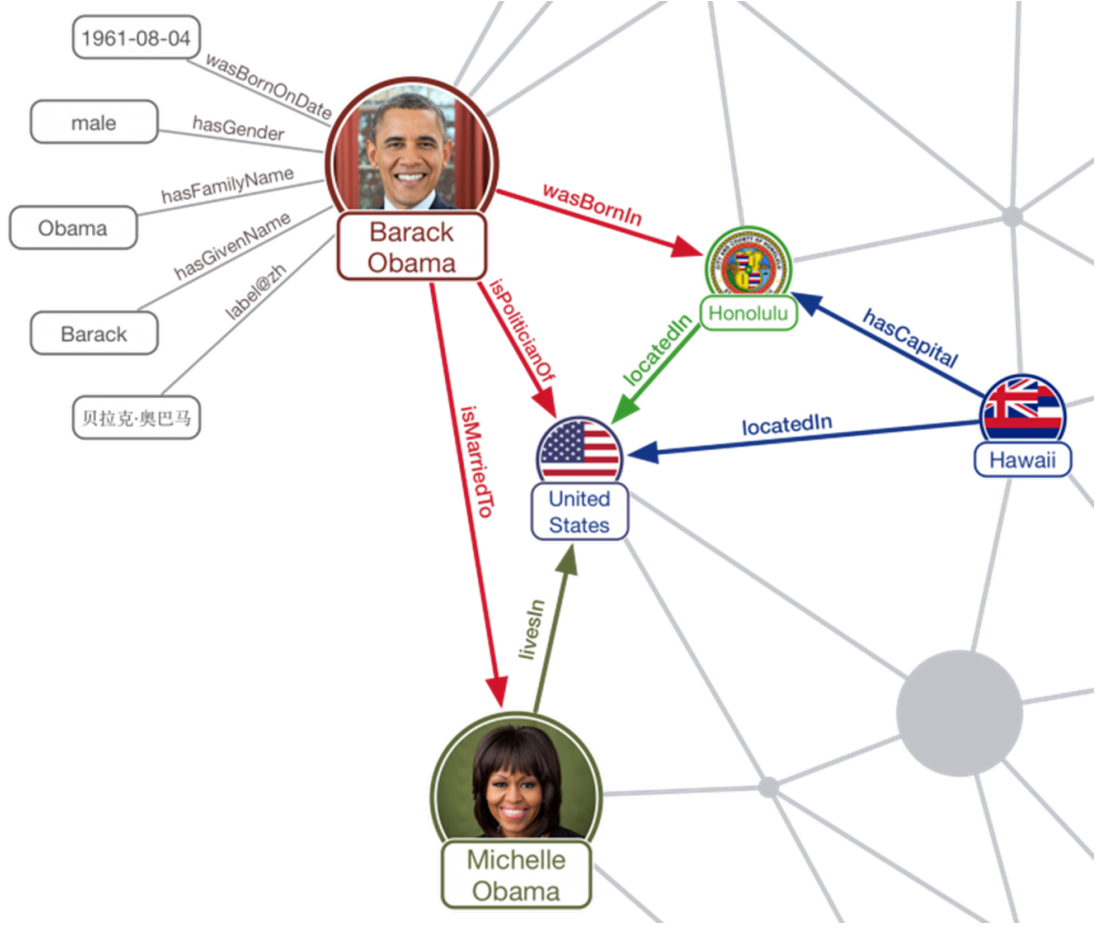 1961-08-04
wasBornOnDate
male
hasGender
hasFamilyName
Obama
hasGivenName
Barack
label@zh
贝拉克·奥巴马
Barack
Obama
wasBornIn
isPoliticianOf
isMarriedTo
Honolulu
locatedIn
hasCapital
locatedIn
Hawaii
United
States
livesIn
Michelle
Obama